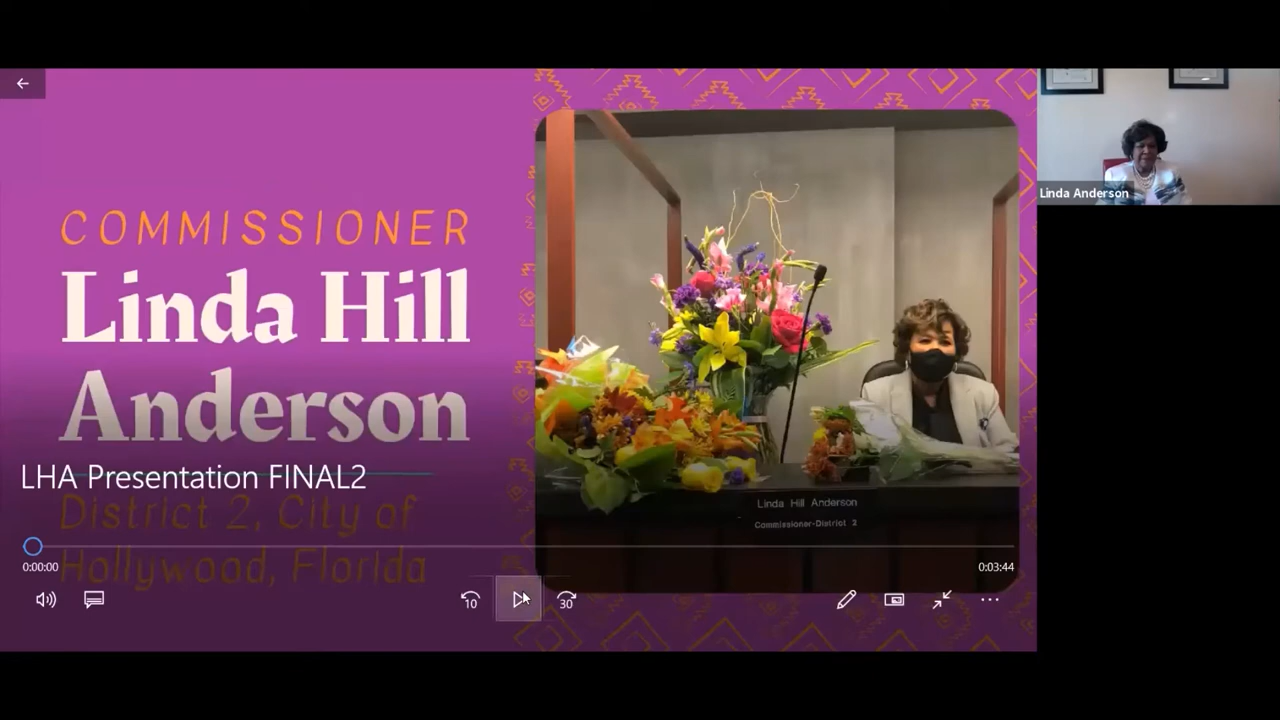 COMMISSIONER
Linda Hill
Anderson
LHA Presentation FINAL2
District 2, City of
Hollywood, Florida
Linda Hill Anderson
Commissioner-District 2
0:00:00
0:03:44
10
30
Linda Anderson